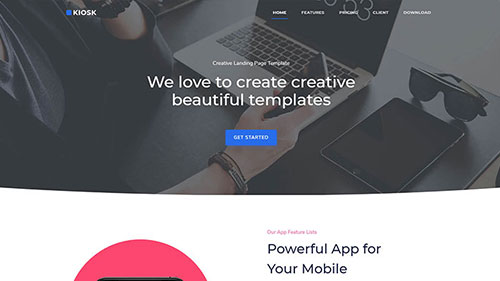 KIOSK
HOME FEATURES PRICING CLIENT DOWNLOAD
Creative Landing Page Template
We love to create creative
beautiful templates
GET STARTED
Our App Feature Lists
Powerful App for
Your Mobile